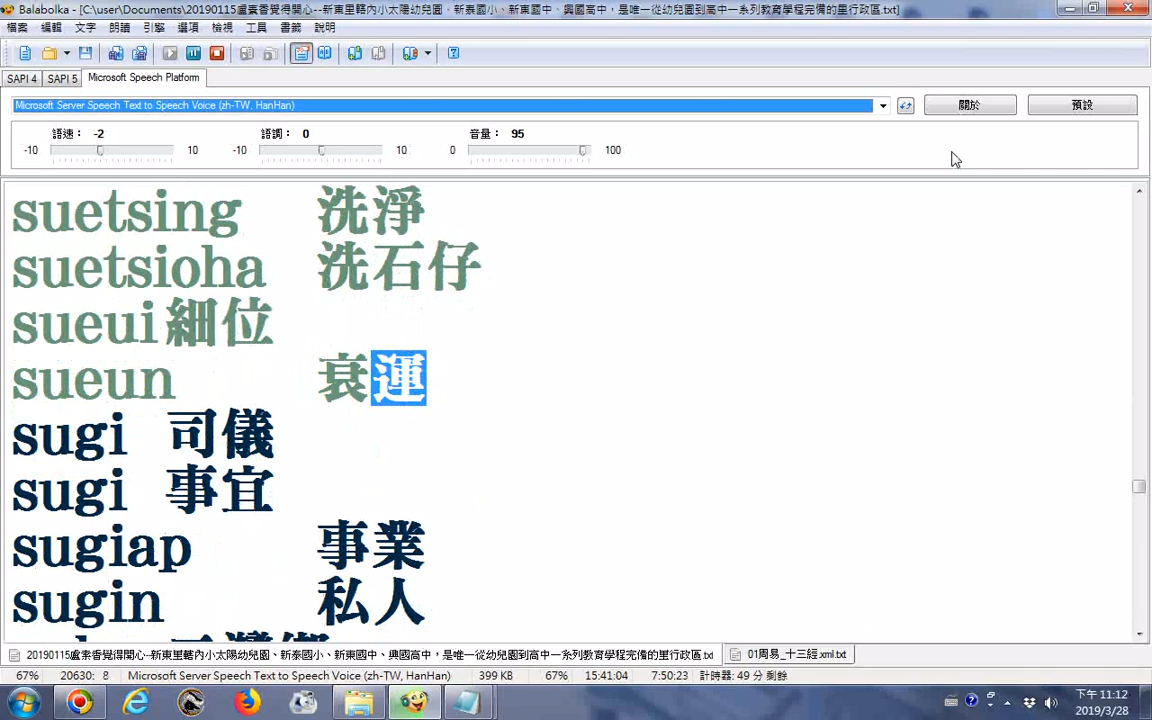 Balabolka - [C:\user\Documents\20190115盧素香覺得開心--新東里轄內小太陽幼兒園、新泰國小、新東國中、興國高中，是唯一從幼兒園到高中一系列教育學程完備的里行政區.txt]
檔案 編輯 文字 朗讀 引擎 選項 檢視 工具 書籤 說明
SAPI 4 SAPI 5 Microsoft Speech Platform
Microsoft Server Speech Text to Speech Voice (zh-TW, HanHan) 關於 預設
語速： -2 語調： 0 音量： 95
-10 10 -10 10 0 100
suetsing 洗淨
suetsioha 洗石仔
sueui 細位
sueun 衰運
sugi 司儀
sugi 事宜
sugiap 事業
sugin 私人
20190115盧素香覺得開心--新東里轄內小太陽幼兒園、新泰國小、新東國中、興國高中，是唯一從幼兒園到高中一系列教育學程完備的里行政區.txt 01周易_十三經.xml.txt
67% 20630: 8 Microsoft Server Speech Text to Speech Voice (zh-TW, HanHan) 399 KB 67% 15:41:04 7:50:23 計時器: 49 分 剩餘
下午 11:12
2019/3/28